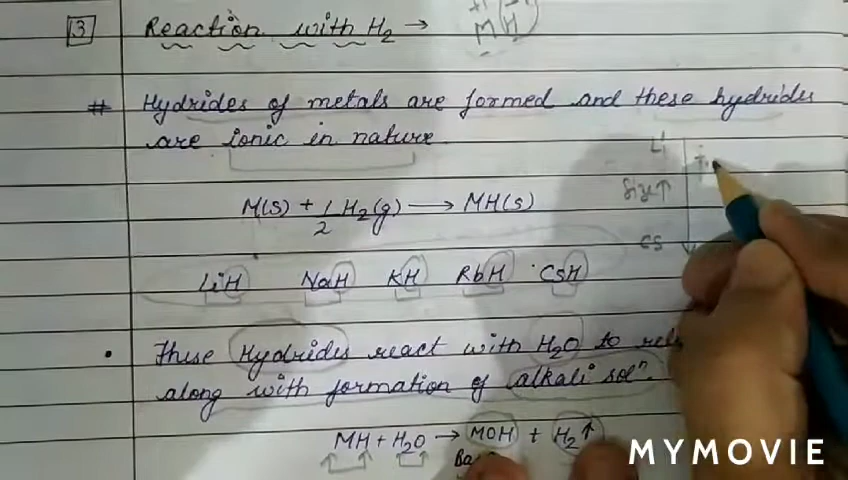 3 Reaction with H2 →
+1
M H
# Hydrides of metals are formed and these hydrides
are ionic in nature
Li
Size↑
M(s) + 1/2 H2(g) → MH(s)
CS
LiH NaH KH RbH CsH
• These Hydrides react with H2O to
along with formation of alkali solⁿ.
MH + H2O → MOH + H2↑
MYMOVIE